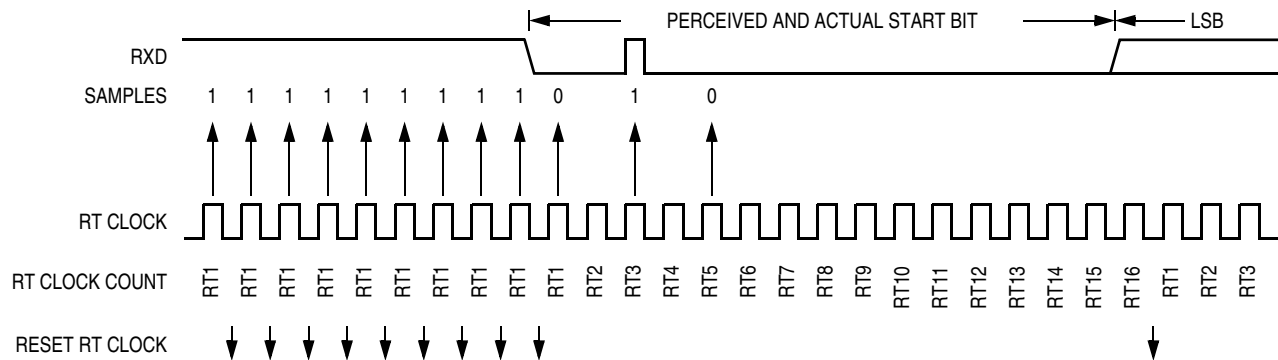 PERCEIVED AND ACTUAL START BIT LSB
RXD
SAMPLES 1 1 1 1 1 1 1 1 1 0 1 0
RT CLOCK
RT CLOCK COUNT RT1 RT1 RT1 RT1 RT1 RT1 RT1 RT1 RT1 RT1 RT2 RT3 RT4 RT5 RT6 RT7 RT8 RT9 RT10 RT11 RT12 RT13 RT14 RT15 RT16 RT1 RT2 RT3
RESET RT CLOCK